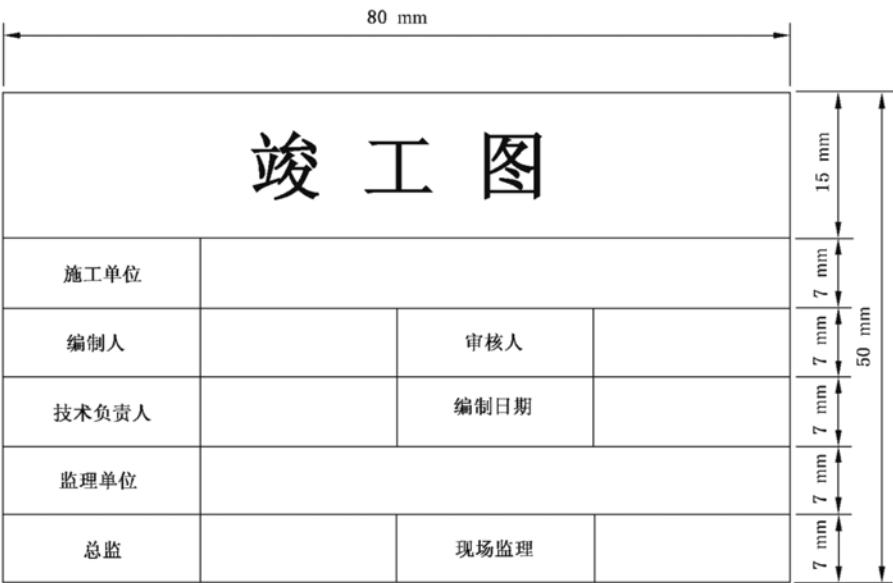 80 mm
竣工图
15 mm
施工单位
7 mm
编制人 审核人
7 mm
50 mm
技术负责人 编制日期
7 mm
监理单位
7 mm
总监 现场监理
7 mm